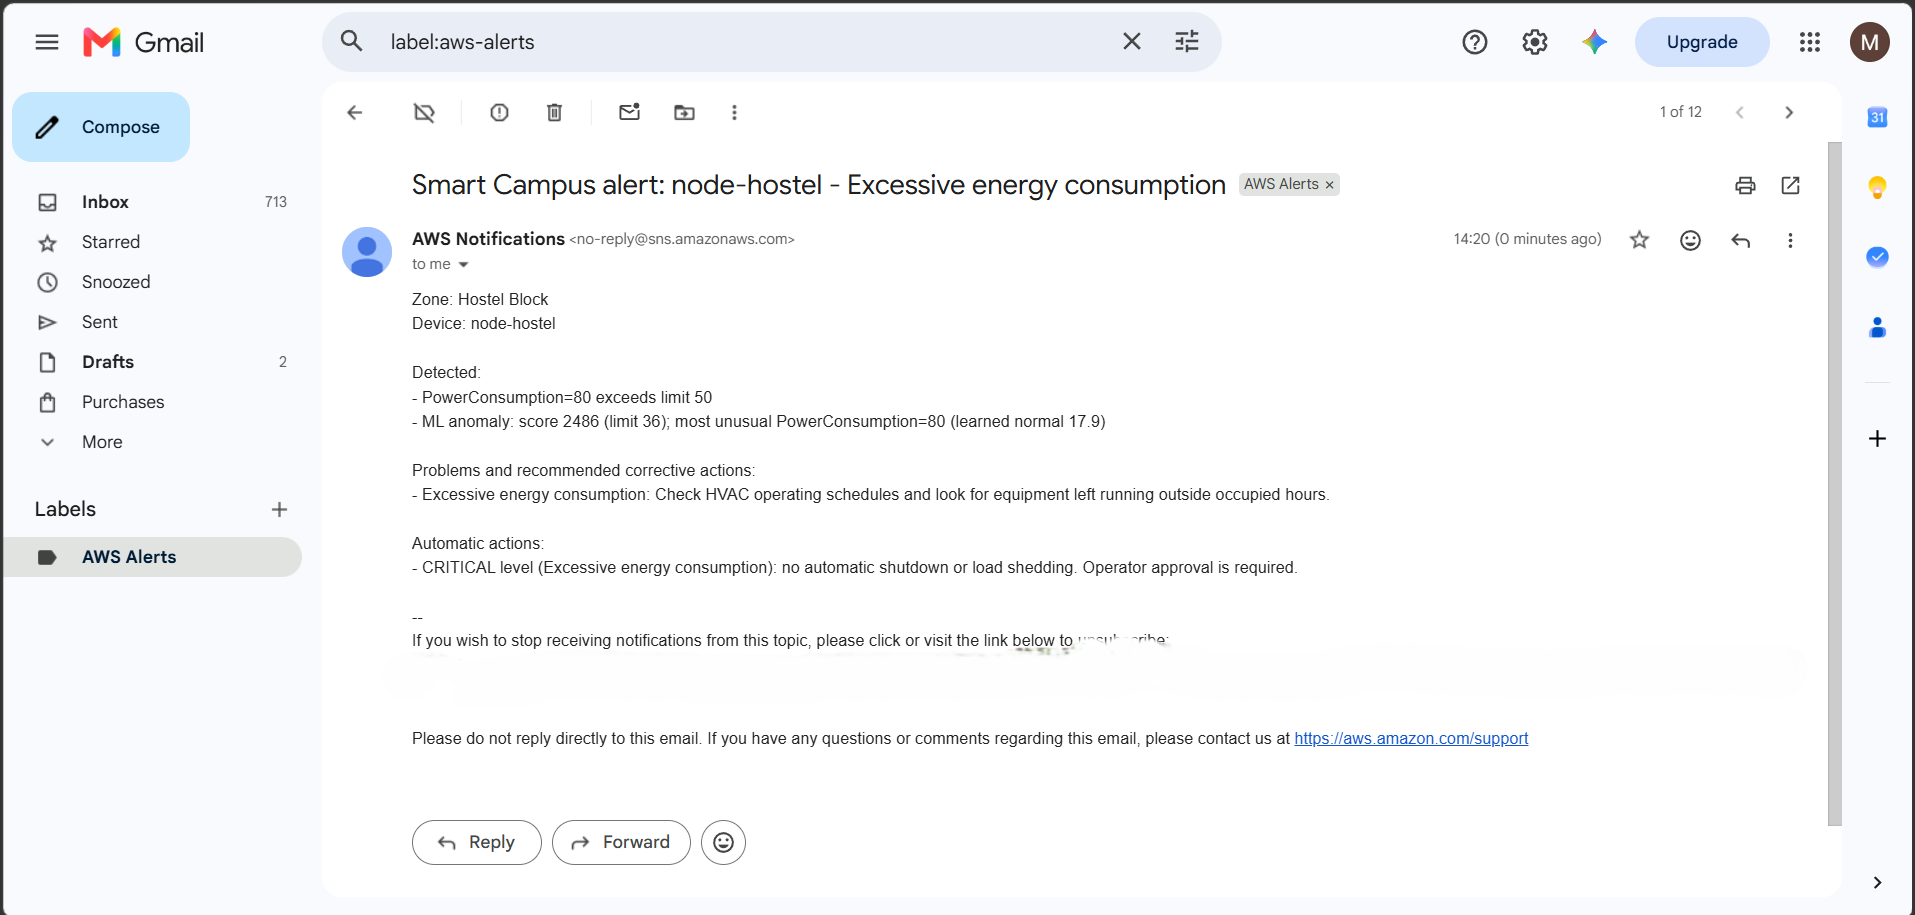 Gmail
label:aws-alerts
Upgrade
M
Compose
1 of 12
31
Inbox 713
Starred
Snoozed
Sent
Drafts 2
Purchases
More
Labels
AWS Alerts
Smart Campus alert: node-hostel - Excessive energy consumption AWS Alerts ×
AWS Notifications <no-reply@sns.amazonaws.com> 14:20 (0 minutes ago)
to me
Zone: Hostel Block
Device: node-hostel
Detected:
- PowerConsumption=80 exceeds limit 50
- ML anomaly: score 2486 (limit 36); most unusual PowerConsumption=80 (learned normal 17.9)
Problems and recommended corrective actions:
- Excessive energy consumption: Check HVAC operating schedules and look for equipment left running outside occupied hours.
Automatic actions:
- CRITICAL level (Excessive energy consumption): no automatic shutdown or load shedding. Operator approval is required.
--
If you wish to stop receiving notifications from this topic, please click or visit the link below to unsubscribe:
Please do not reply directly to this email. If you have any questions or comments regarding this email, please contact us at https://aws.amazon.com/support
Reply
Forward